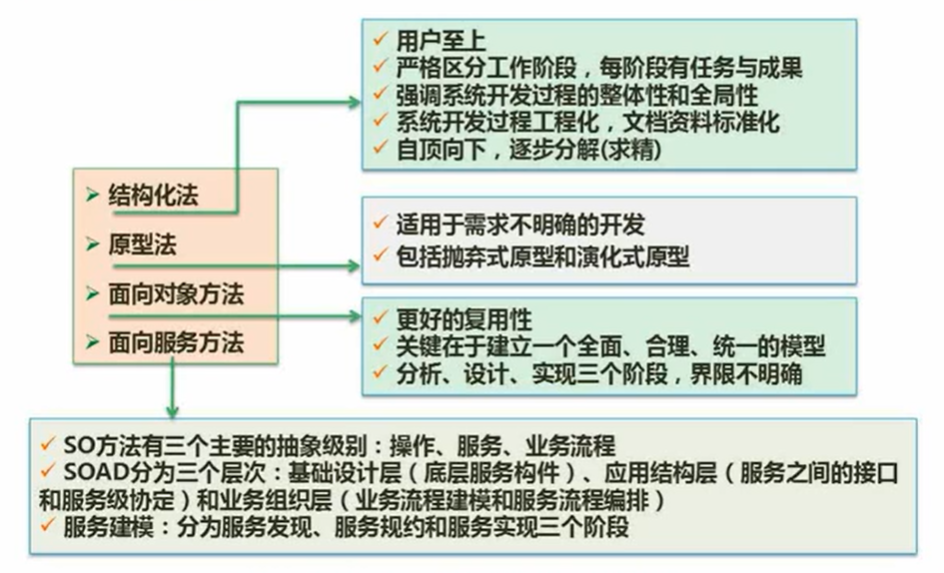 结构化法
原型法
面向对象方法
面向服务方法
用户至上
严格区分工作阶段，每阶段有任务与成果
强调系统开发过程的整体性和全局性
系统开发过程工程化，文档资料标准化
自顶向下，逐步分解(求精)
适用于需求不明确的开发
包括抛弃式原型和演化式原型
更好的复用性
关键在于建立一个全面、合理、统一的模型
分析、设计、实现三个阶段，界限不明确
SO方法有三个主要的抽象级别：操作、服务、业务流程
SOAD分为三个层次：基础设计层（底层服务构件）、应用结构层（服务之间的接口
和服务级协定）和业务组织层（业务流程建模和服务流程编排）
服务建模：分为服务发现、服务规约和服务实现三个阶段